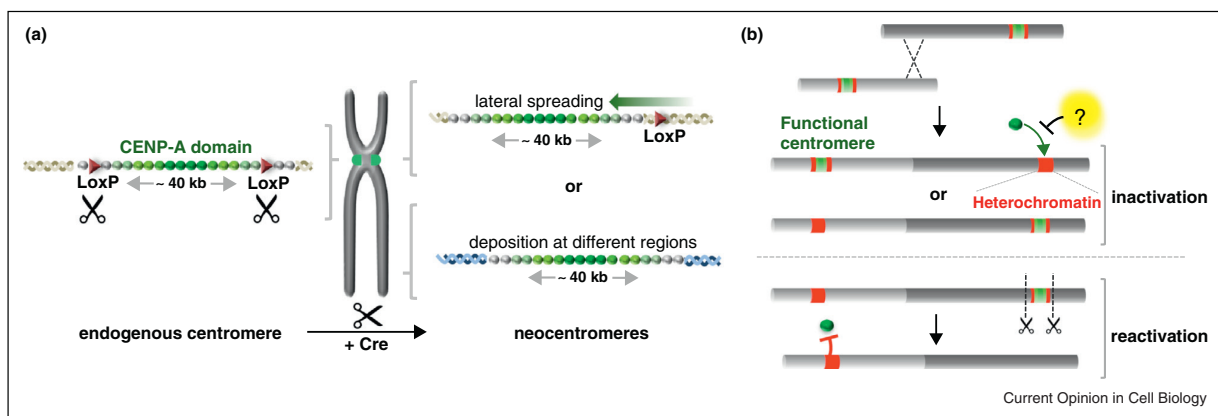 (a)
CENP-A domain
LoxP
~ 40 kb
LoxP
endogenous centromere
+ Cre
lateral spreading
~ 40 kb
LoxP
or
deposition at different regions
~ 40 kb
neocentromeres
(b)
?
Functional
centromere
or
Heterochromatin
inactivation
reactivation
Current Opinion in Cell Biology